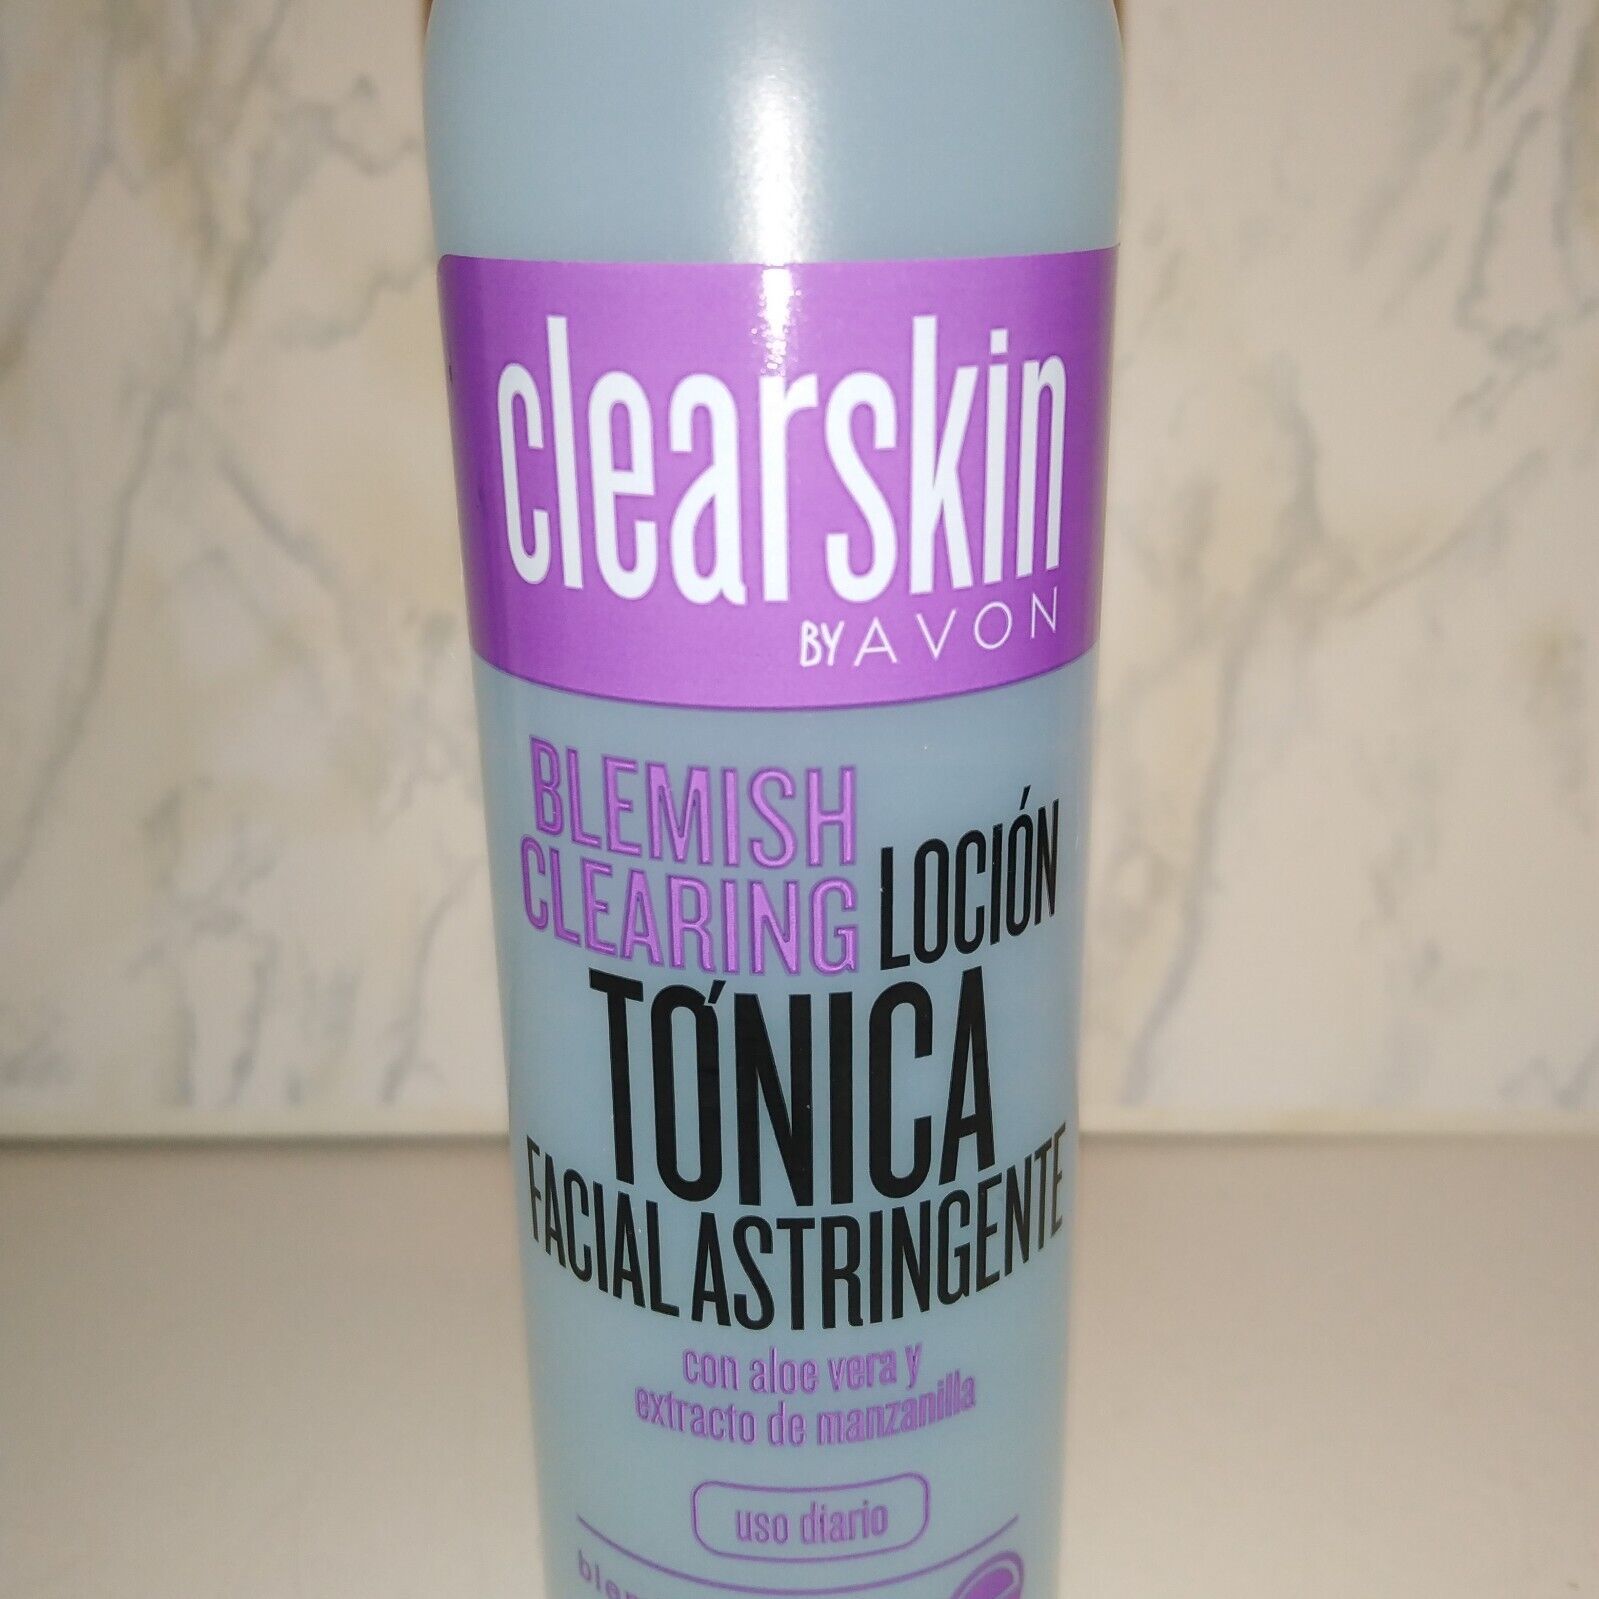 clearskin
BY AVON
BLEMISH
CLEARING LOCIÓN
TÓNICA
FACIAL ASTRINGENTE
con aloe vera y
extracto de manzanilla
uso diario